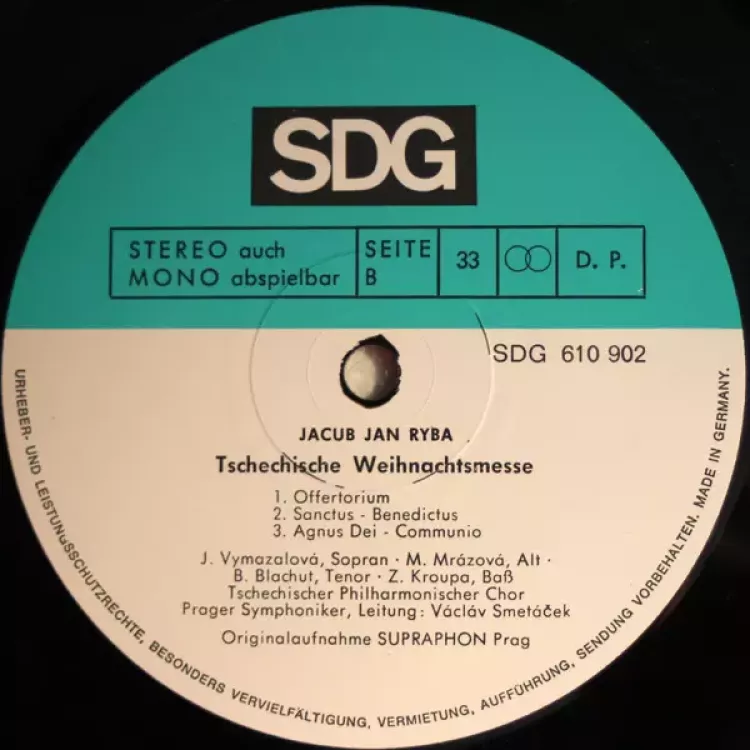 SDG
STEREO auch
MONO abspielbar
SEITE
B
33
D. P.
SDG 610 902
JACUB JAN RYBA
Tschechische Weihnachtsmesse
1. Offertorium
2. Sanctus - Benedictus
3. Agnus Dei - Communio
J. Vymazalová, Sopran · M. Mrázová, Alt ·
B. Blachut, Tenor · Z. Kroupa, Baß
Tschechischer Philharmonischer Chor
Prager Symphoniker, Leitung: Václáv Smetáček
Originalaufnahme SUPRAPHON Prag
URHEBER- UND LEISTUNGSSCHUTZRECHTE, BESONDERS VERVIELFÄLTIGUNG, VERMIETUNG, AUFFÜHRUNG, SENDUNG VORBEHALTEN. MADE IN GERMANY.